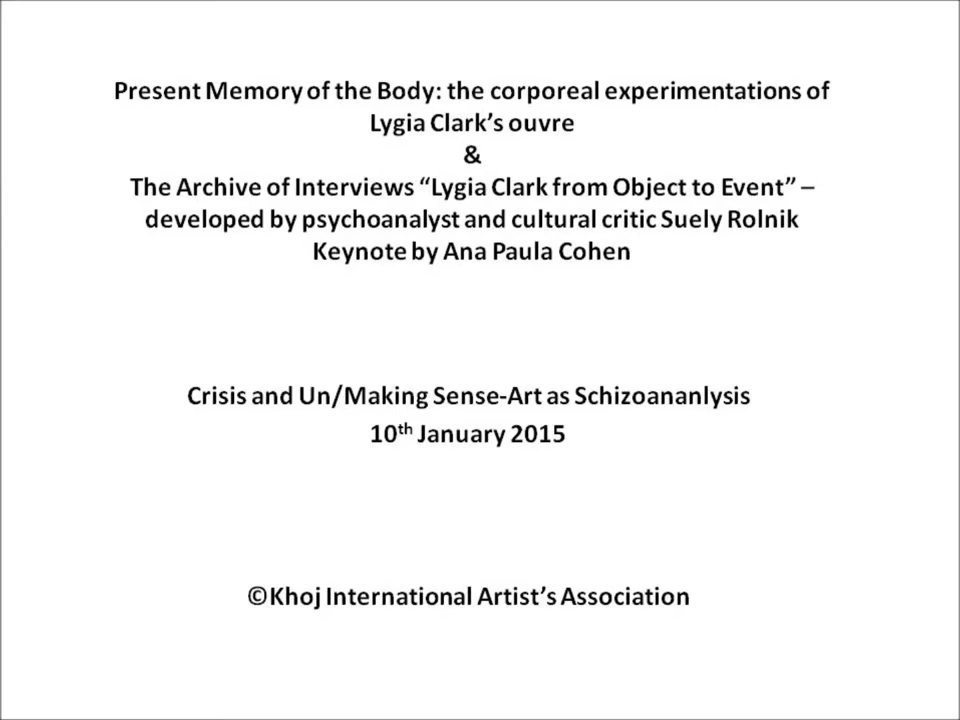 Present Memory of the Body: the corporeal experimentations of
Lygia Clark’s ouvre
&
The Archive of Interviews “Lygia Clark from Object to Event” –
developed by psychoanalyst and cultural critic Suely Rolnik
Keynote by Ana Paula Cohen
Crisis and Un/Making Sense-Art as Schizoananlysis
10th January 2015
©Khoj International Artist’s Association